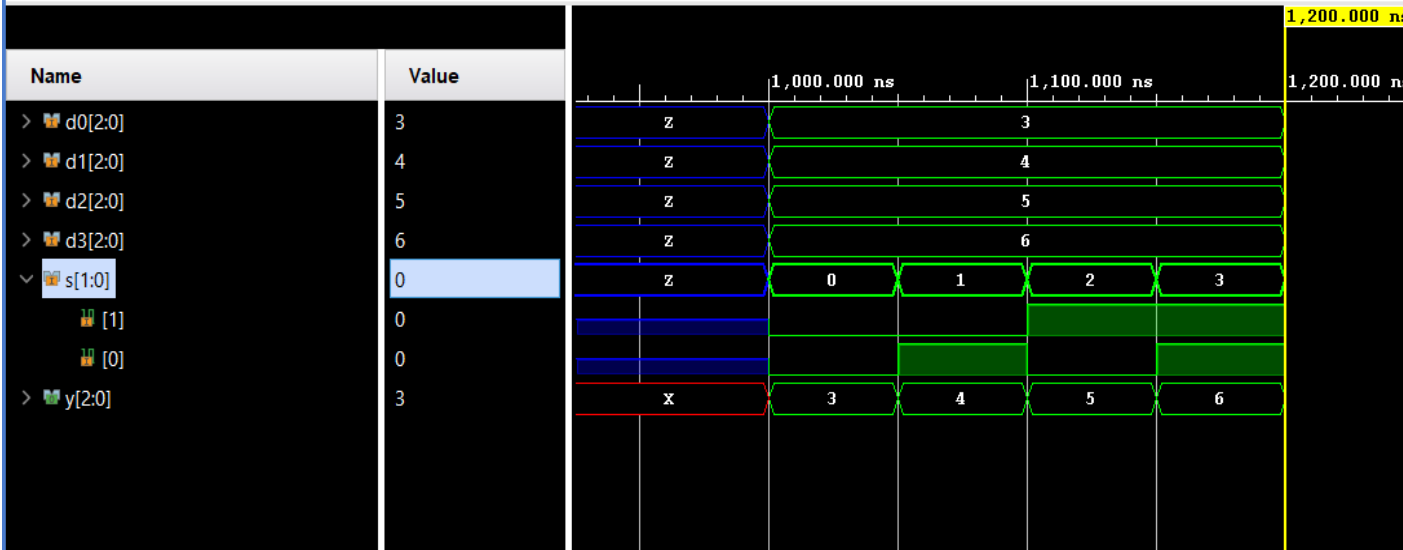 1,200.000 ns
Name Value
1,000.000 ns 1,100.000 ns 1,200.000 ns
d0[2:0] 3 Z 3
d1[2:0] 4 Z 4
d2[2:0] 5 Z 5
d3[2:0] 6 Z 6
s[1:0] 0 Z 0 1 2 3
[1] 0
[0] 0
y[2:0] 3 X 3 4 5 6